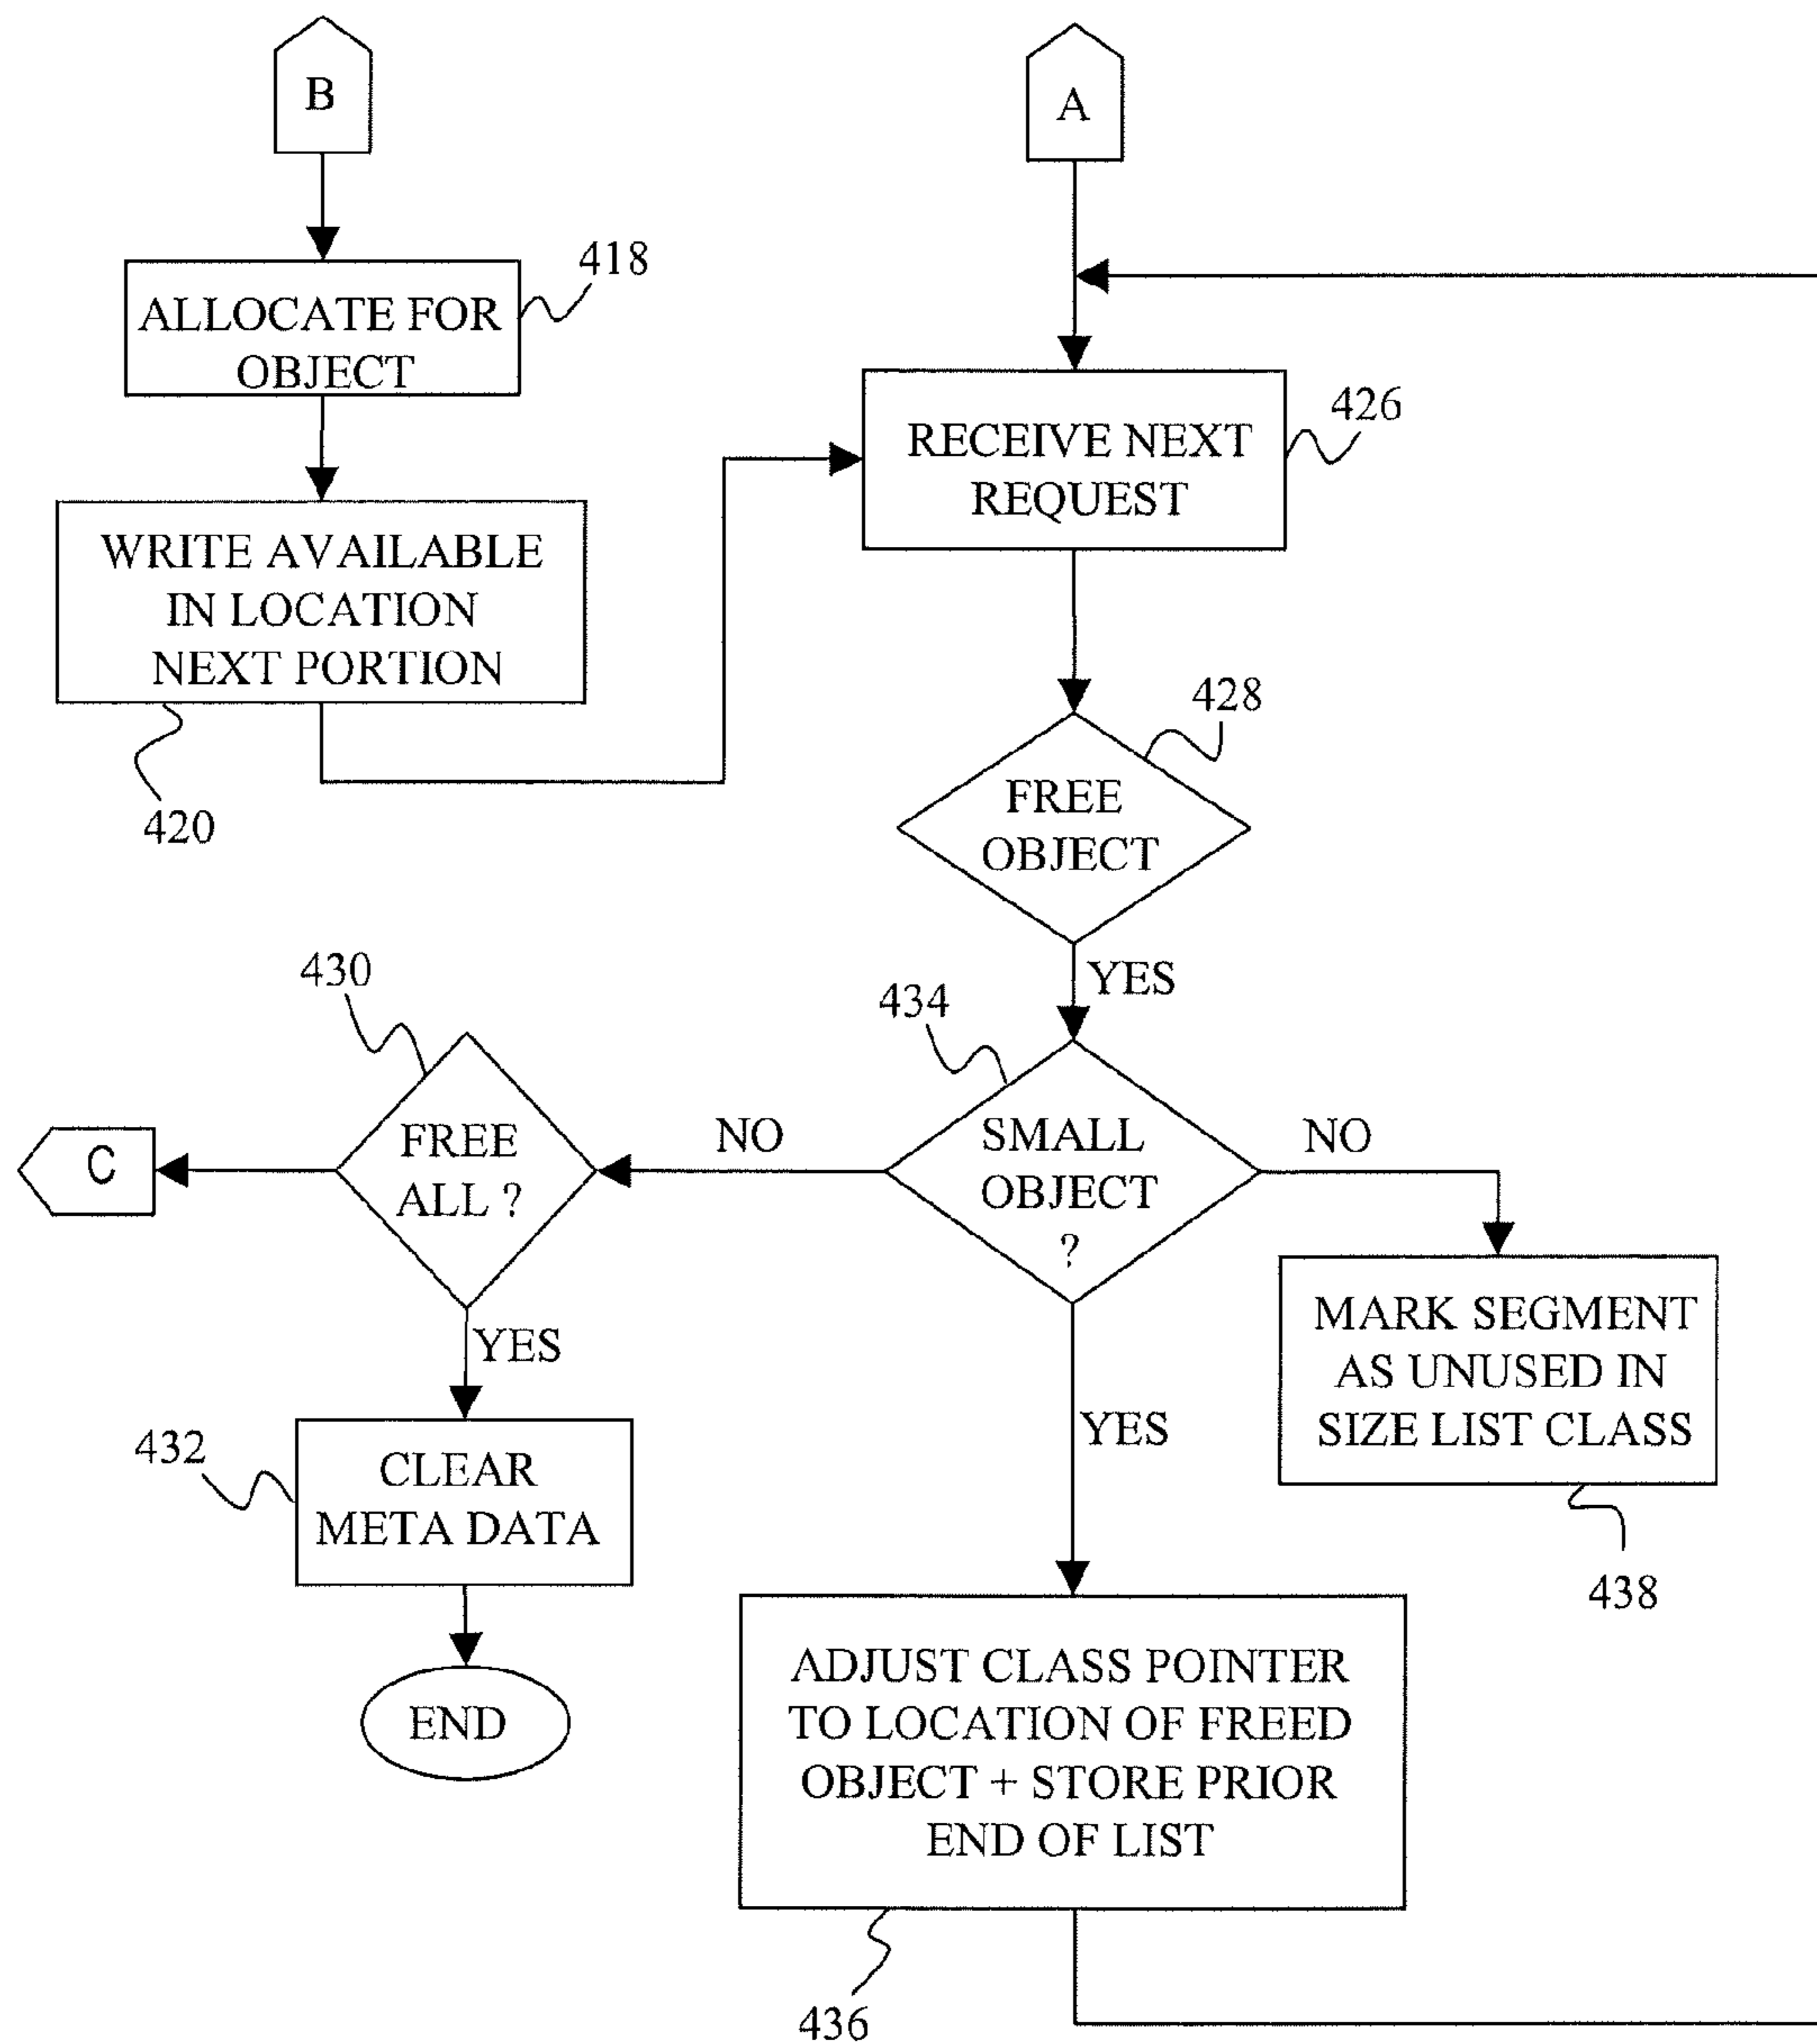 B
A
418
ALLOCATE FOR
OBJECT
426
RECEIVE NEXT
REQUEST
WRITE AVAILABLE
IN LOCATION
NEXT PORTION
420
428
FREE
OBJECT
YES
430
434
C
FREE
ALL ?
NO
SMALL
OBJECT
?
NO
YES
432
CLEAR
META DATA
END
YES
MARK SEGMENT
AS UNUSED IN
SIZE LIST CLASS
438
ADJUST CLASS POINTER
TO LOCATION OF FREED
OBJECT + STORE PRIOR
END OF LIST
436